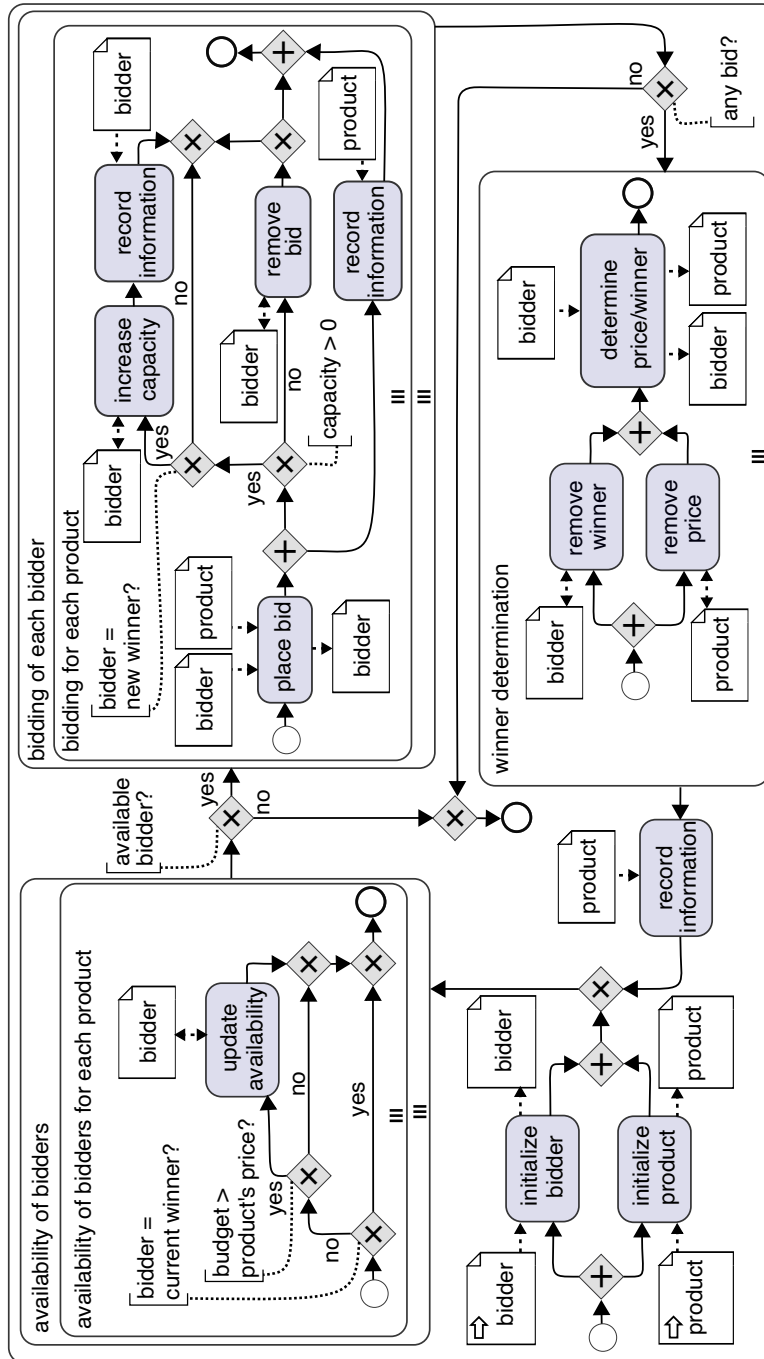 availability of bidders
availability of bidders for each product
bidder =
current winner?
budget >
product's price?
no
yes
no
yes
update
availability
bidder
available
bidder?
yes
no
bidding of each bidder
bidding for each product
bidder =
new winner?
bidder
product
place bid
bidder
yes
no
capacity > 0
yes
no
bidder
increase
capacity
record
information
bidder
bidder
remove
bid
record
information
product
bidder
product
initialize
bidder
initialize
product
bidder
product
product
record
information
winner determination
bidder
product
remove
winner
remove
price
bidder
determine
price/winner
bidder
product
yes
no
any bid?